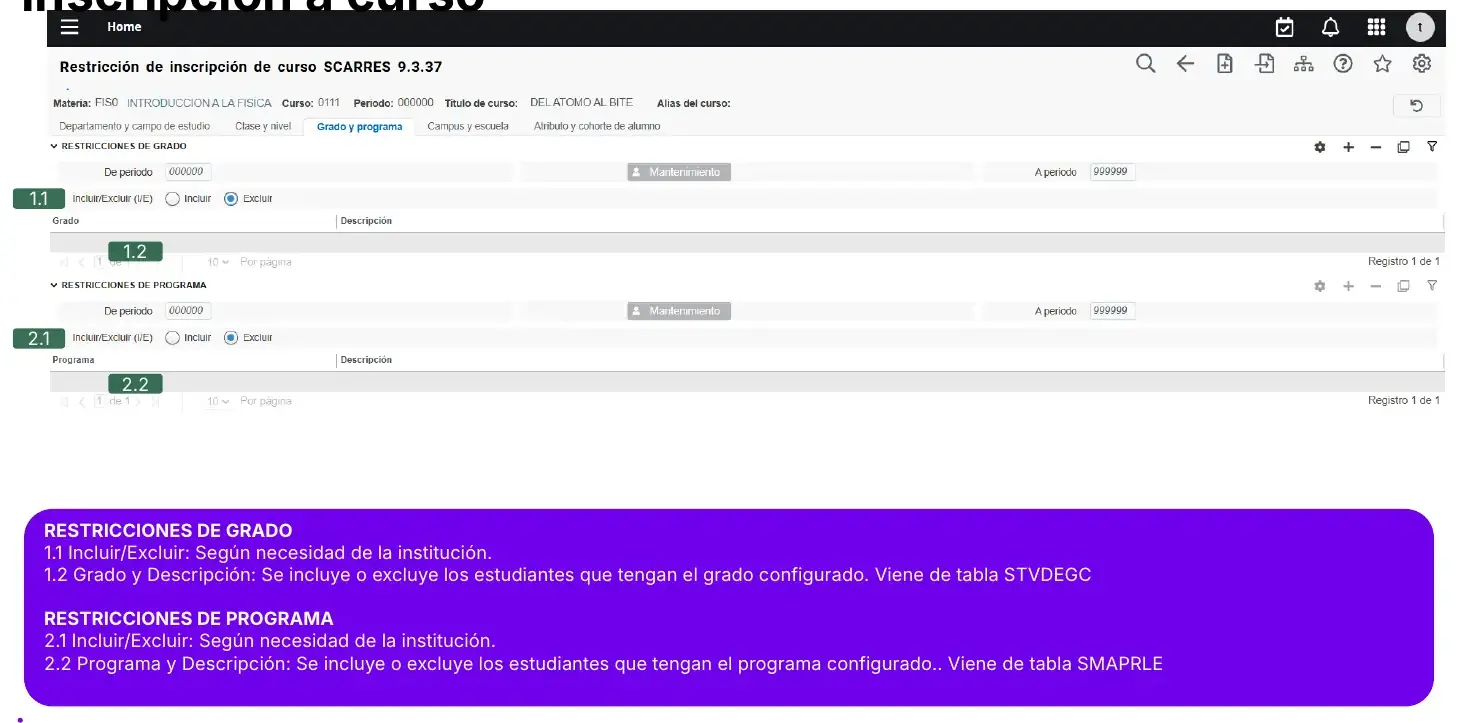 Inscripción a curso
Home
t
Restricción de inscripción de curso SCARRES 9.3.37
Materia: FIS0 INTRODUCCION A LA FISICA Curso: 0111 Periodo: 000000 Título de curso: DEL ATOMO AL BITE Alias del curso:
Departamento y campo de estudio Clase y nivel Grado y programa Campus y escuela Atributo y cohorte de alumno
RESTRICCIONES DE GRADO
De periodo 000000 Mantenimiento A periodo 999999
1.1 Incluir/Excluir (I/E) Incluir Excluir
Grado Descripción
1.2
1 de 10 Por página Registro 1 de 1
RESTRICCIONES DE PROGRAMA
De periodo 000000 Mantenimiento A periodo 999999
2.1 Incluir/Excluir (I/E) Incluir Excluir
Programa Descripción
2.2
1 de 1 10 Por página Registro 1 de 1
RESTRICCIONES DE GRADO
1.1 Incluir/Excluir: Según necesidad de la institución.
1.2 Grado y Descripción: Se incluye o excluye los estudiantes que tengan el grado configurado. Viene de tabla STVDEGC
RESTRICCIONES DE PROGRAMA
2.1 Incluir/Excluir: Según necesidad de la institución.
2.2 Programa y Descripción: Se incluye o excluye los estudiantes que tengan el programa configurado.. Viene de tabla SMAPRLE